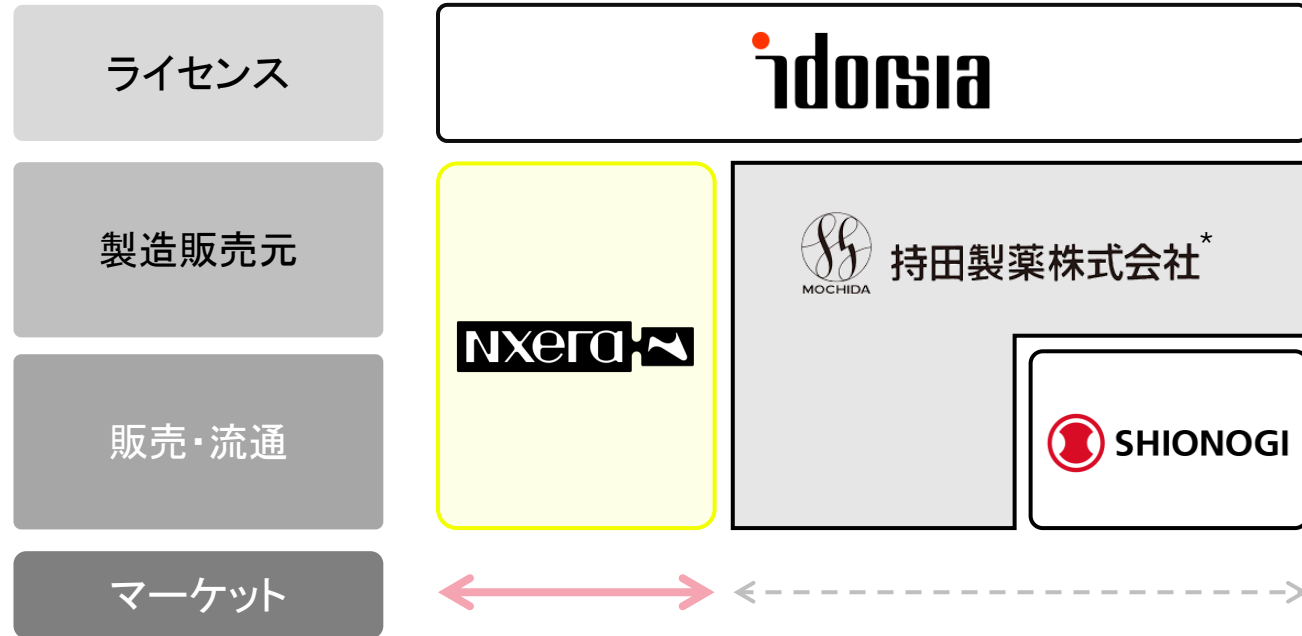 ライセンス
idorsia
製造販売元
MOCHIDA
持田製薬株式会社*
nxera
販売・流通
SHIONOGI
マーケット